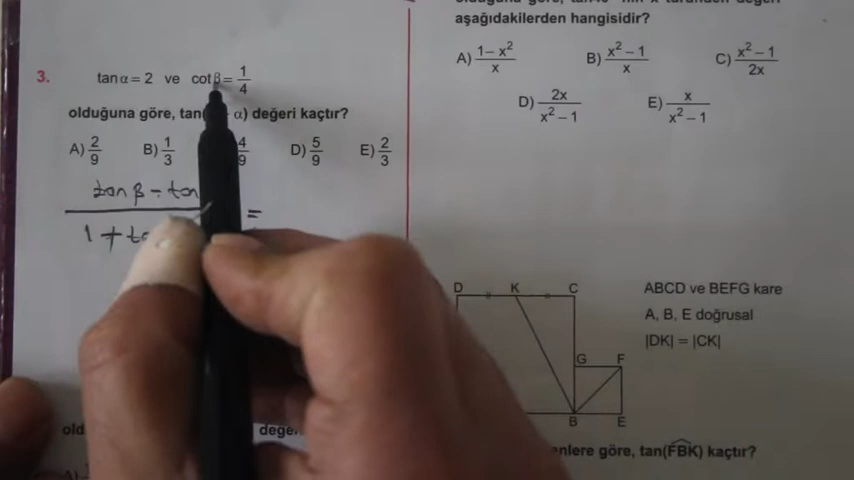 3.
tan α = 2 ve cot β = 1/4
olduğuna göre, tan( α) değeri kaçtır?
A) 2/9 B) 1/3 4/9 D) 5/9 E) 2/3
tan β - tan
1 + t
=
old
değe
aşağıdakilerden hangisidir?
A) 1 - x²/x B) x² - 1/x C) x² - 1/2x
D) 2x/x² - 1 E) x/x² - 1
D K C
G F
B E
ABCD ve BEFG kare
A, B, E doğrusal
|DK| = |CK|
enlere göre, tan(FBK) kaçtır?